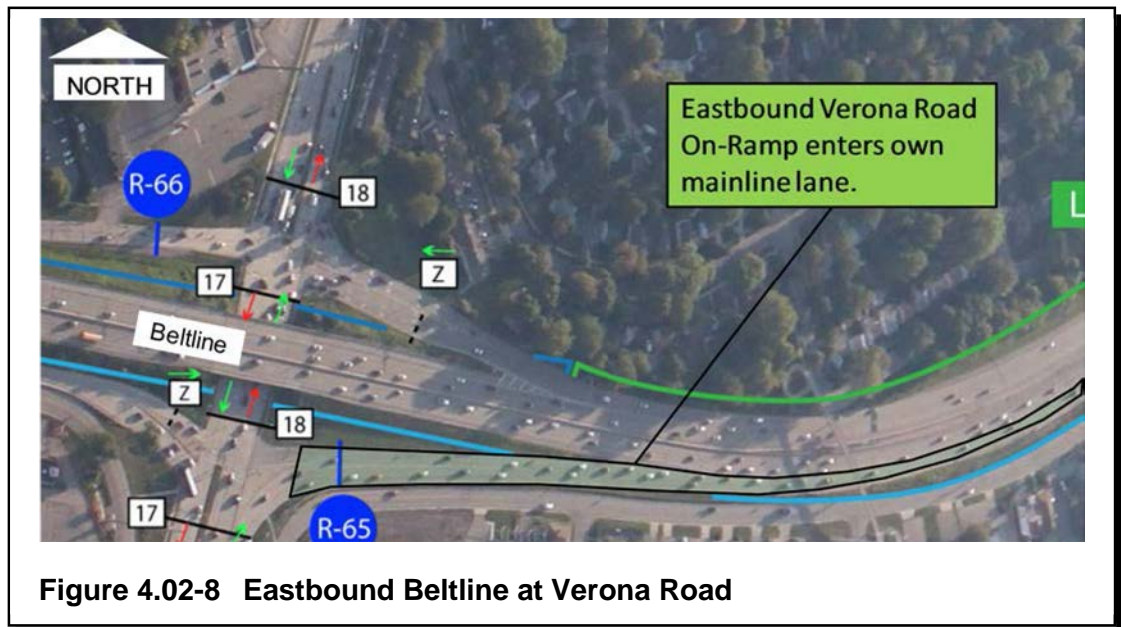 NORTH
Eastbound Verona Road
On-Ramp enters own
mainline lane.
R-66
18
Z
L
17
Beltline
Z
18
17
R-65
Figure 4.02-8 Eastbound Beltline at Verona Road